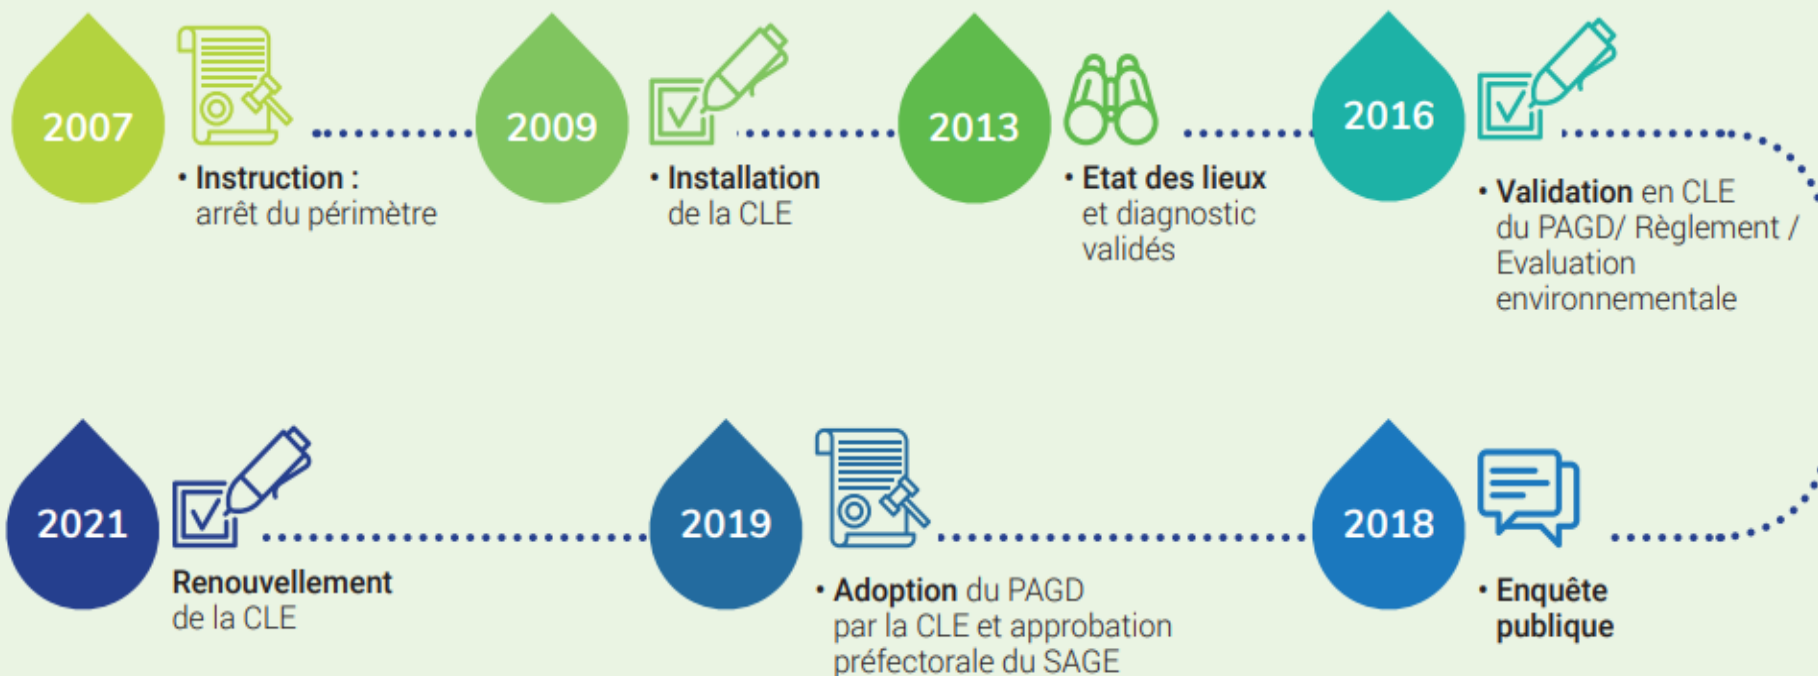 2007
• Instruction :
arrêt du périmètre
2009
• Installation
de la CLE
2013
• Etat des lieux
et diagnostic
validés
2016
• Validation en CLE
du PAGD/ Règlement /
Evaluation
environnementale
2018
• Enquête
publique
2019
• Adoption du PAGD
par la CLE et approbation
préfectorale du SAGE
2021
Renouvellement
de la CLE